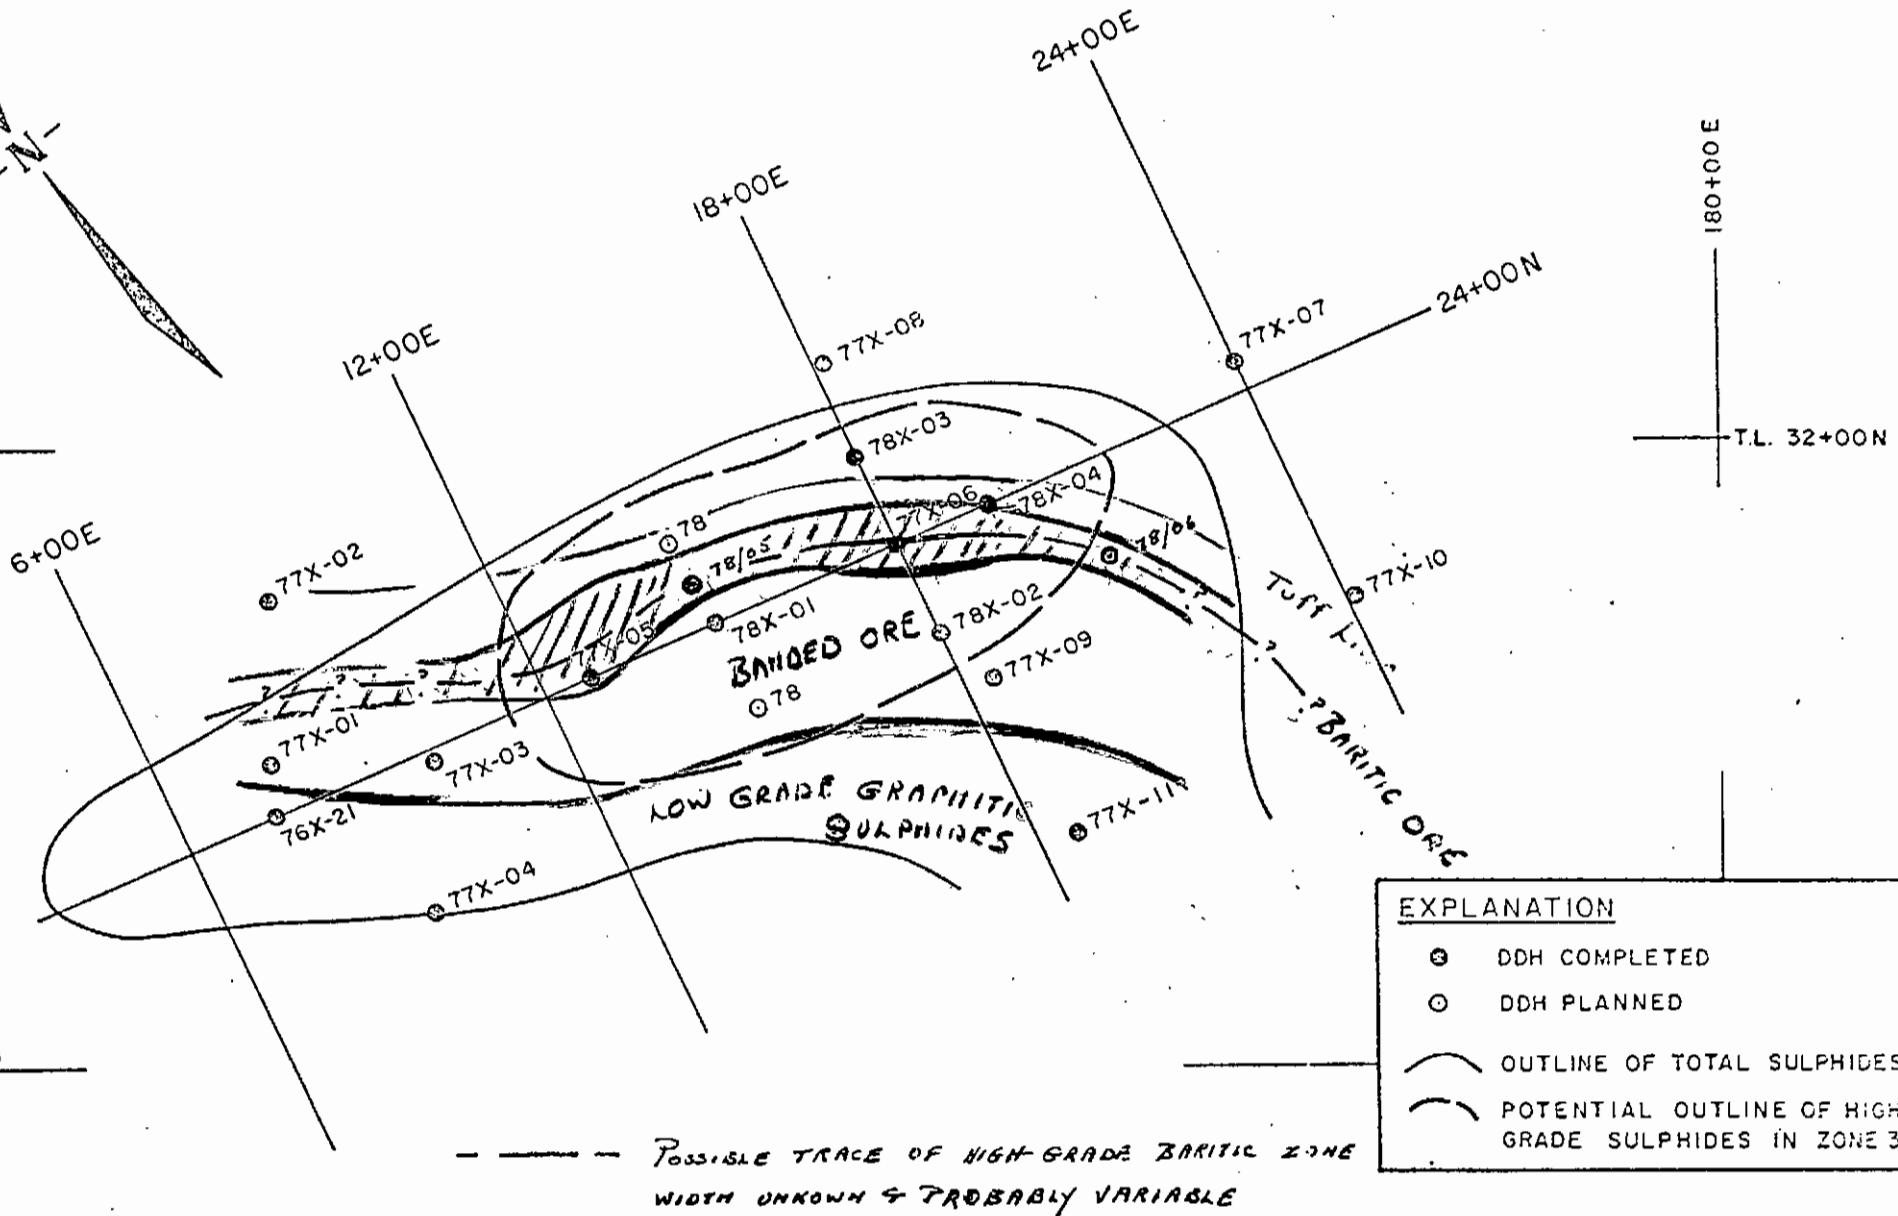 24+00E
180+00E
N
18+00E
24+00N
77X-07
77X-08
12+00E
T.L. 32+00N
78X-03
78X-04
77X-06
6+00E
78
78/06
78/05
77X-02
77X-10
TUFF
78X-01
78X-02
77X-05
BANDED ORE
77X-09
78
77X-01
77X-03
? BARITIC ORE
76X-21
LOW GRADE GRAPHITIC
SULPHIDES
77X-11
77X-04
EXPLANATION
DDH COMPLETED
DDH PLANNED
OUTLINE OF TOTAL SULPHIDES
POTENTIAL OUTLINE OF HIGH
GRADE SULPHIDES IN ZONE 3
POSSIBLE TRACE OF HIGH GRADE BARITIC ZONE
WIDTH UNKOWN & PROBABLY VARIABLE